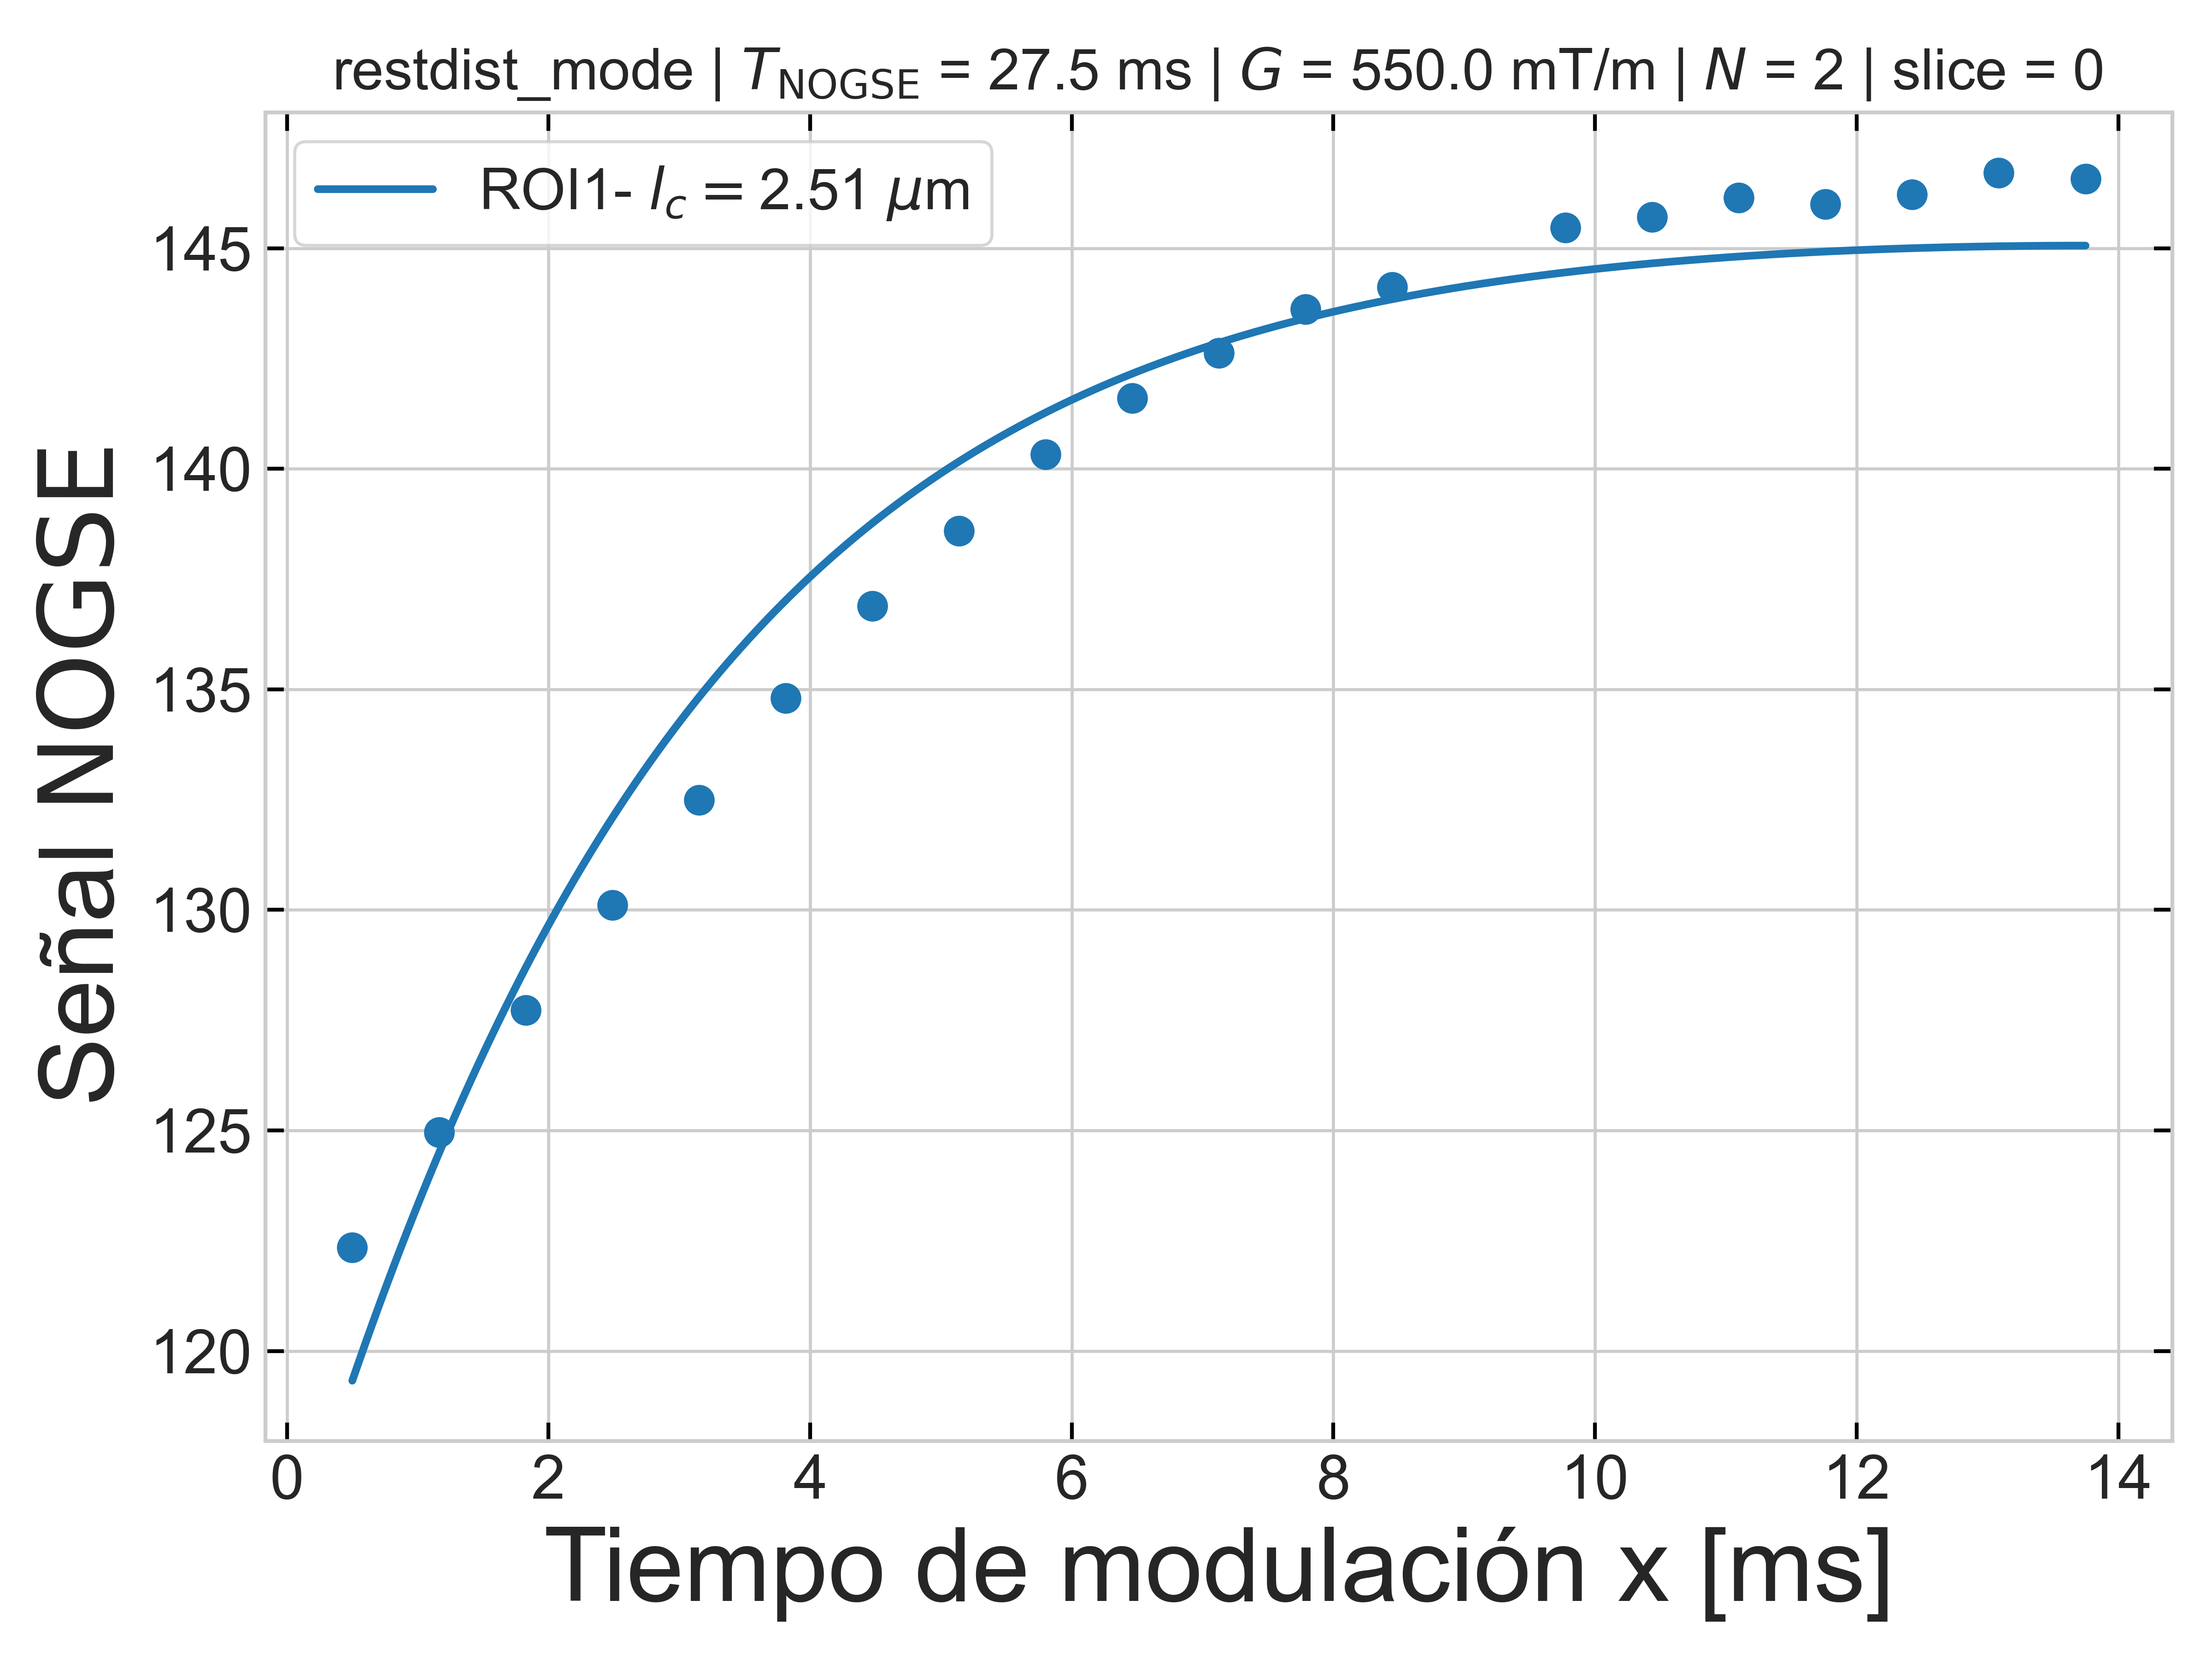 restdist_mode | T_NOGSE = 27.5 ms | G = 550.0 mT/m | N = 2 | slice = 0
ROI1- l_c = 2.51 μm
Señal NOGSE
145
140
135
130
125
120
0 2 4 6 8 10 12 14
Tiempo de modulación x [ms]